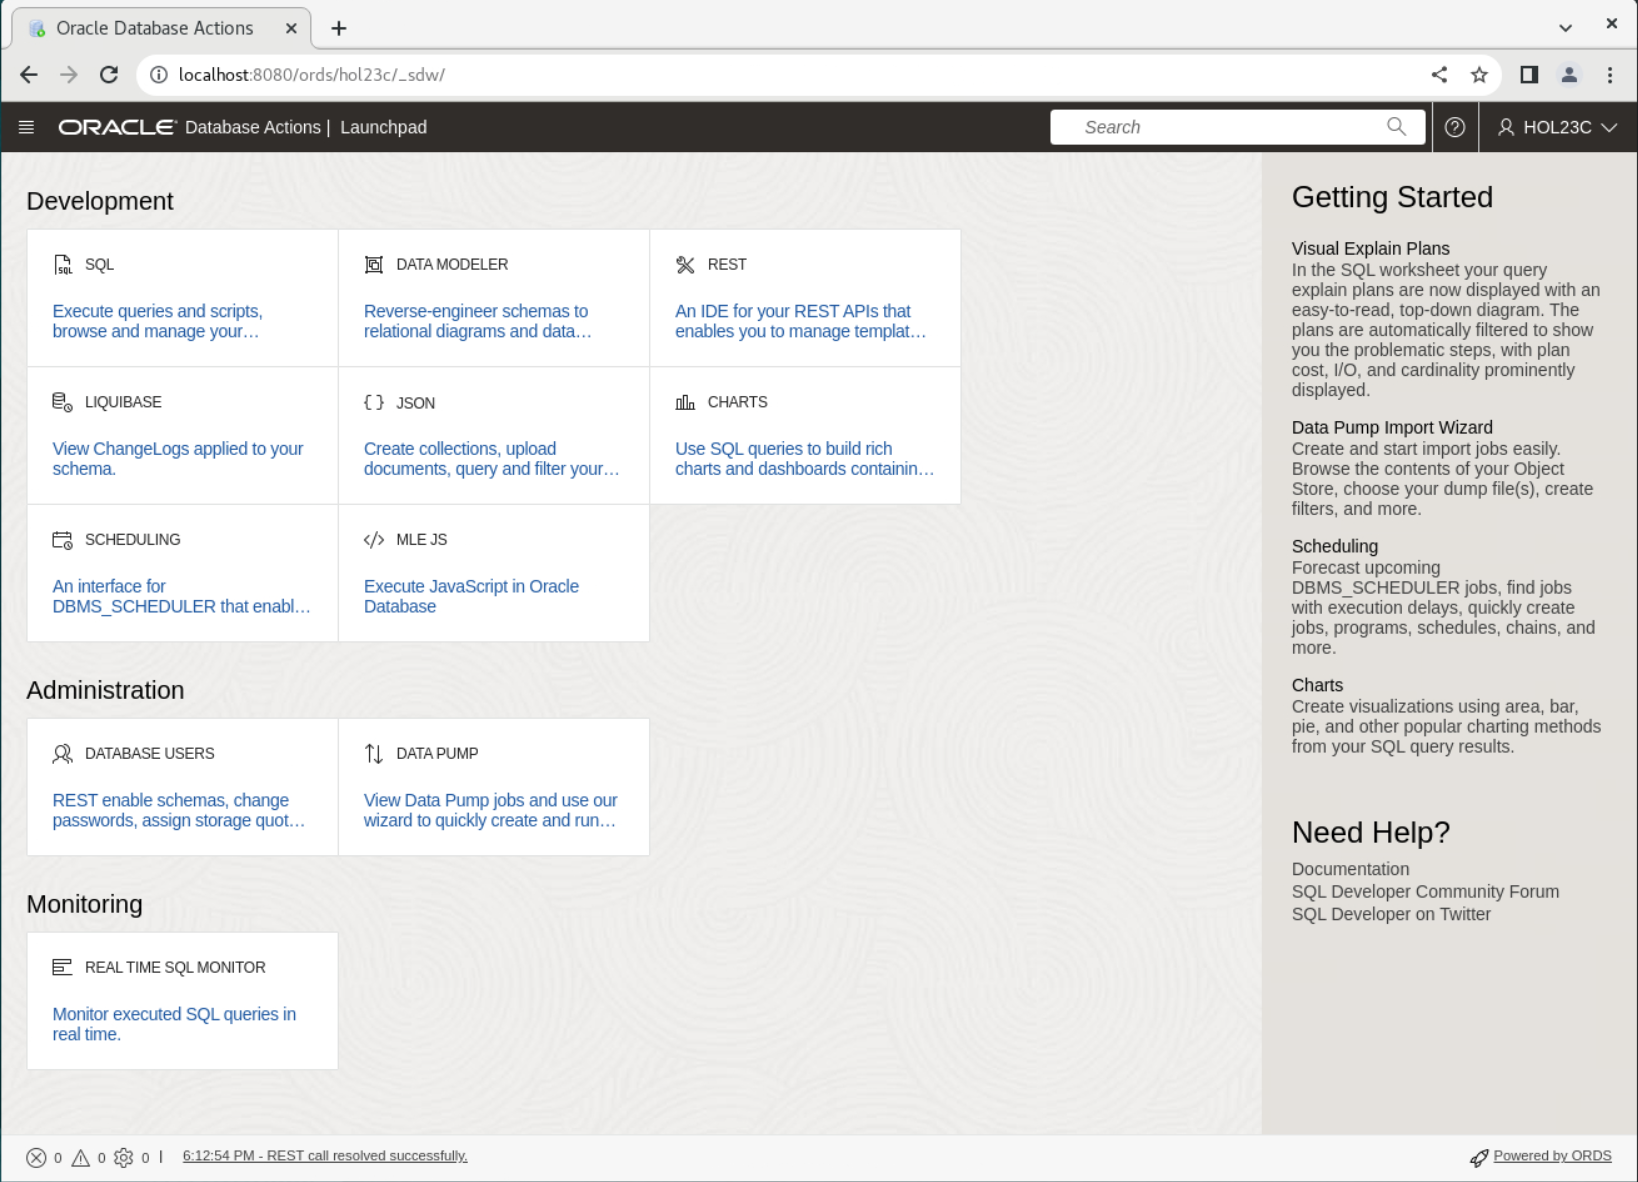 Oracle Database Actions
localhost:8080/ords/hol23c/_sdw/
ORACLE Database Actions | Launchpad
Search
HOL23C
Development
SQL
Execute queries and scripts,
browse and manage your…
DATA MODELER
Reverse-engineer schemas to
relational diagrams and data…
REST
An IDE for your REST APIs that
enables you to manage templat…
LIQUIBASE
View ChangeLogs applied to your
schema.
JSON
Create collections, upload
documents, query and filter your…
CHARTS
Use SQL queries to build rich
charts and dashboards containin…
SCHEDULING
An interface for
DBMS_SCHEDULER that enabl…
MLE JS
Execute JavaScript in Oracle
Database
Administration
DATABASE USERS
REST enable schemas, change
passwords, assign storage quot…
DATA PUMP
View Data Pump jobs and use our
wizard to quickly create and run…
Monitoring
REAL TIME SQL MONITOR
Monitor executed SQL queries in
real time.
Getting Started
Visual Explain Plans
In the SQL worksheet your query
explain plans are now displayed with an
easy-to-read, top-down diagram. The
plans are automatically filtered to show
you the problematic steps, with plan
cost, I/O, and cardinality prominently
displayed.
Data Pump Import Wizard
Create and start import jobs easily.
Browse the contents of your Object
Store, choose your dump file(s), create
filters, and more.
Scheduling
Forecast upcoming
DBMS_SCHEDULER jobs, find jobs
with execution delays, quickly create
jobs, programs, schedules, chains, and
more.
Charts
Create visualizations using area, bar,
pie, and other popular charting methods
from your SQL query results.
Need Help?
Documentation
SQL Developer Community Forum
SQL Developer on Twitter
0 0 0 | 6:12:54 PM - REST call resolved successfully.
Powered by ORDS